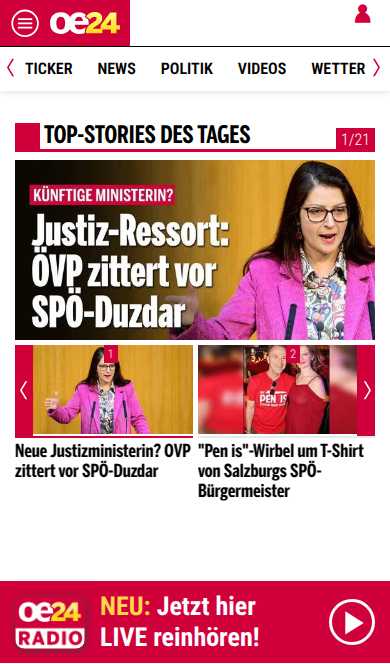 oe24
TICKER NEWS POLITIK VIDEOS WETTER
TOP-STORIES DES TAGES
1/21
KÜNFTIGE MINISTERIN?
Justiz-Ressort:
ÖVP zittert vor
SPÖ-Duzdar
1
2
PEN IS
Neue Justizministerin? ÖVP
zittert vor SPÖ-Duzdar
"Pen is"-Wirbel um T-Shirt
von Salzburgs SPÖ-
Bürgermeister
oe24
RADIO
NEU: Jetzt hier
LIVE reinhören!